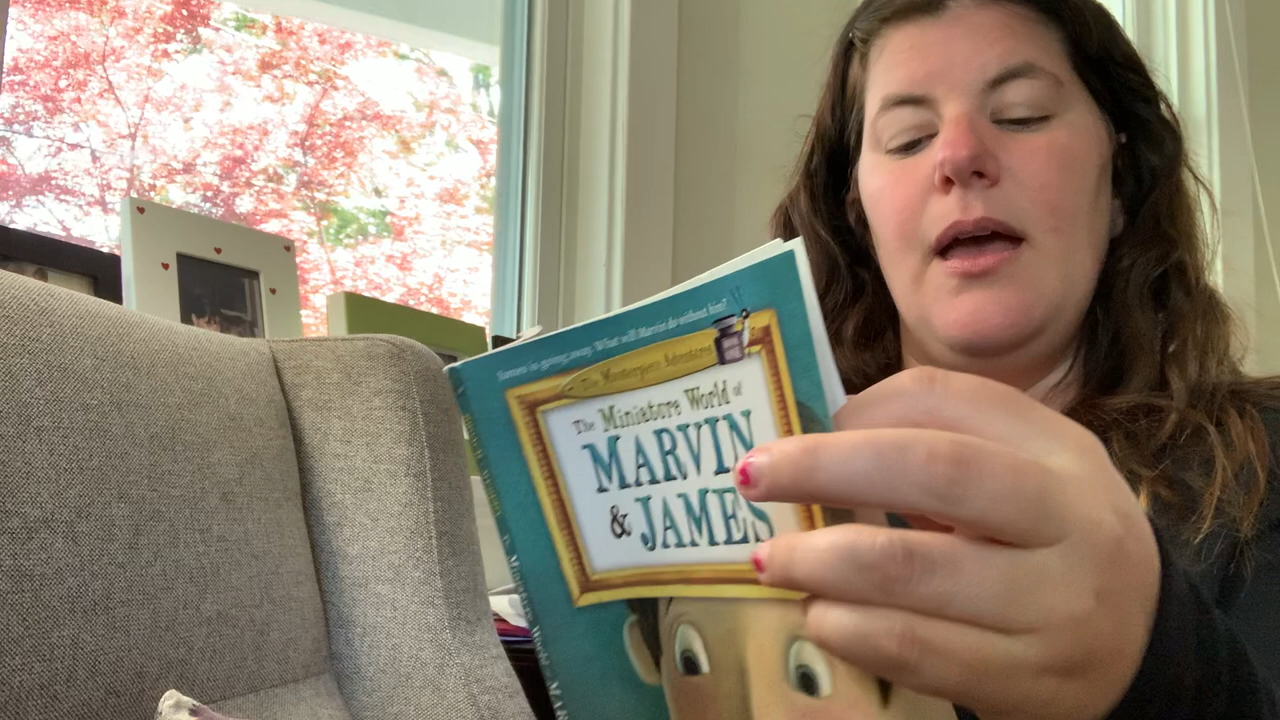 James is going away. What will Marvin do without him?
The Masterpiece Adventures
The Miniature World of
MARVIN
& JAMES